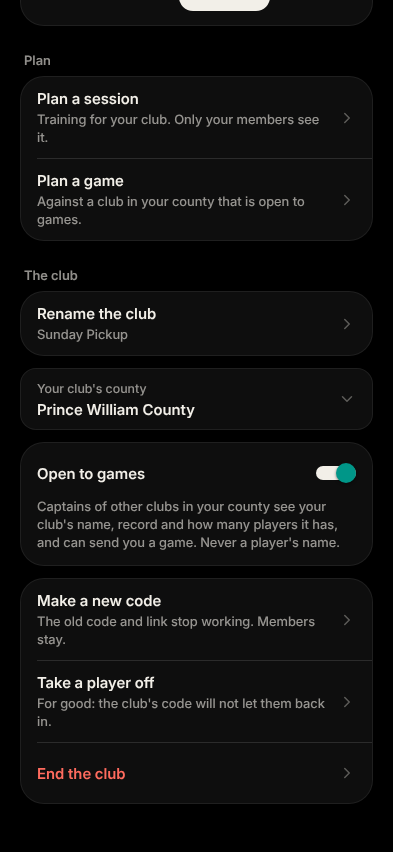 Plan
Plan a session
Training for your club. Only your members see
it.
Plan a game
Against a club in your county that is open to
games.
The club
Rename the club
Sunday Pickup
Your club's county
Prince William County
Open to games
Captains of other clubs in your county see your
club's name, record and how many players it has,
and can send you a game. Never a player's name.
Make a new code
The old code and link stop working. Members
stay.
Take a player off
For good: the club's code will not let them back
in.
End the club